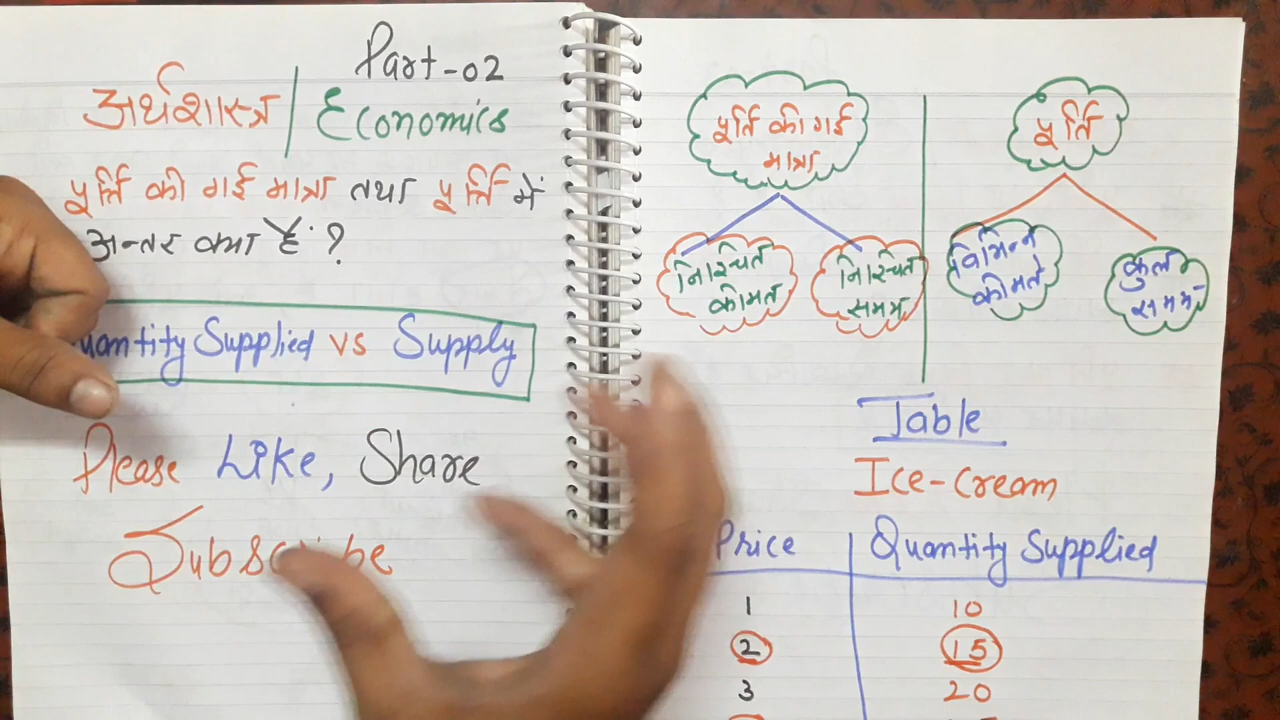 Part-02
अर्थशास्त्र / Economics
पूर्ति की गई मात्रा तथा पूर्ति में
अन्तर क्या हैं ?
uantity Supplied vs Supply
Please Like, Share
Subscribe
पूर्ति की गई
मात्रा
निश्चित
कीमत
निश्चित
समय
पूर्ति
विभिन्न
कीमतें
कुल
समय
Table
Ice-Cream
Price Quantity Supplied
1 10
2 15
3 20